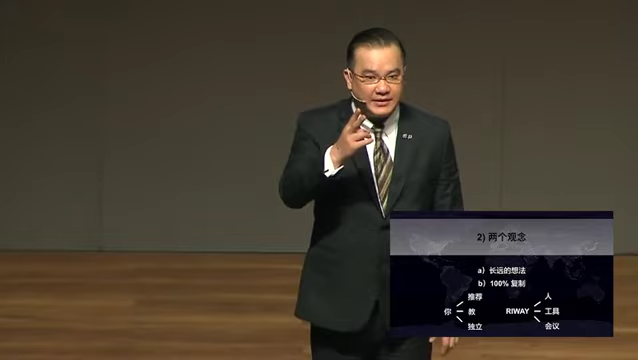 2) 两个观念
a）长远的想法
b）100% 复制
推荐 人
你 教 RIWAY 工具
独立 会议